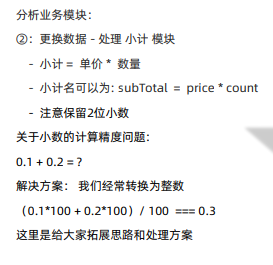 分析业务模块：
②：更换数据 - 处理 小计 模块
- 小计 = 单价 * 数量
- 小计名可以为: subTotal = price * count
- 注意保留2位小数
关于小数的计算精度问题：
0.1 + 0.2 = ?
解决方案： 我们经常转换为整数
（0.1*100 + 0.2*100）/ 100 === 0.3
这里是给大家拓展思路和处理方案